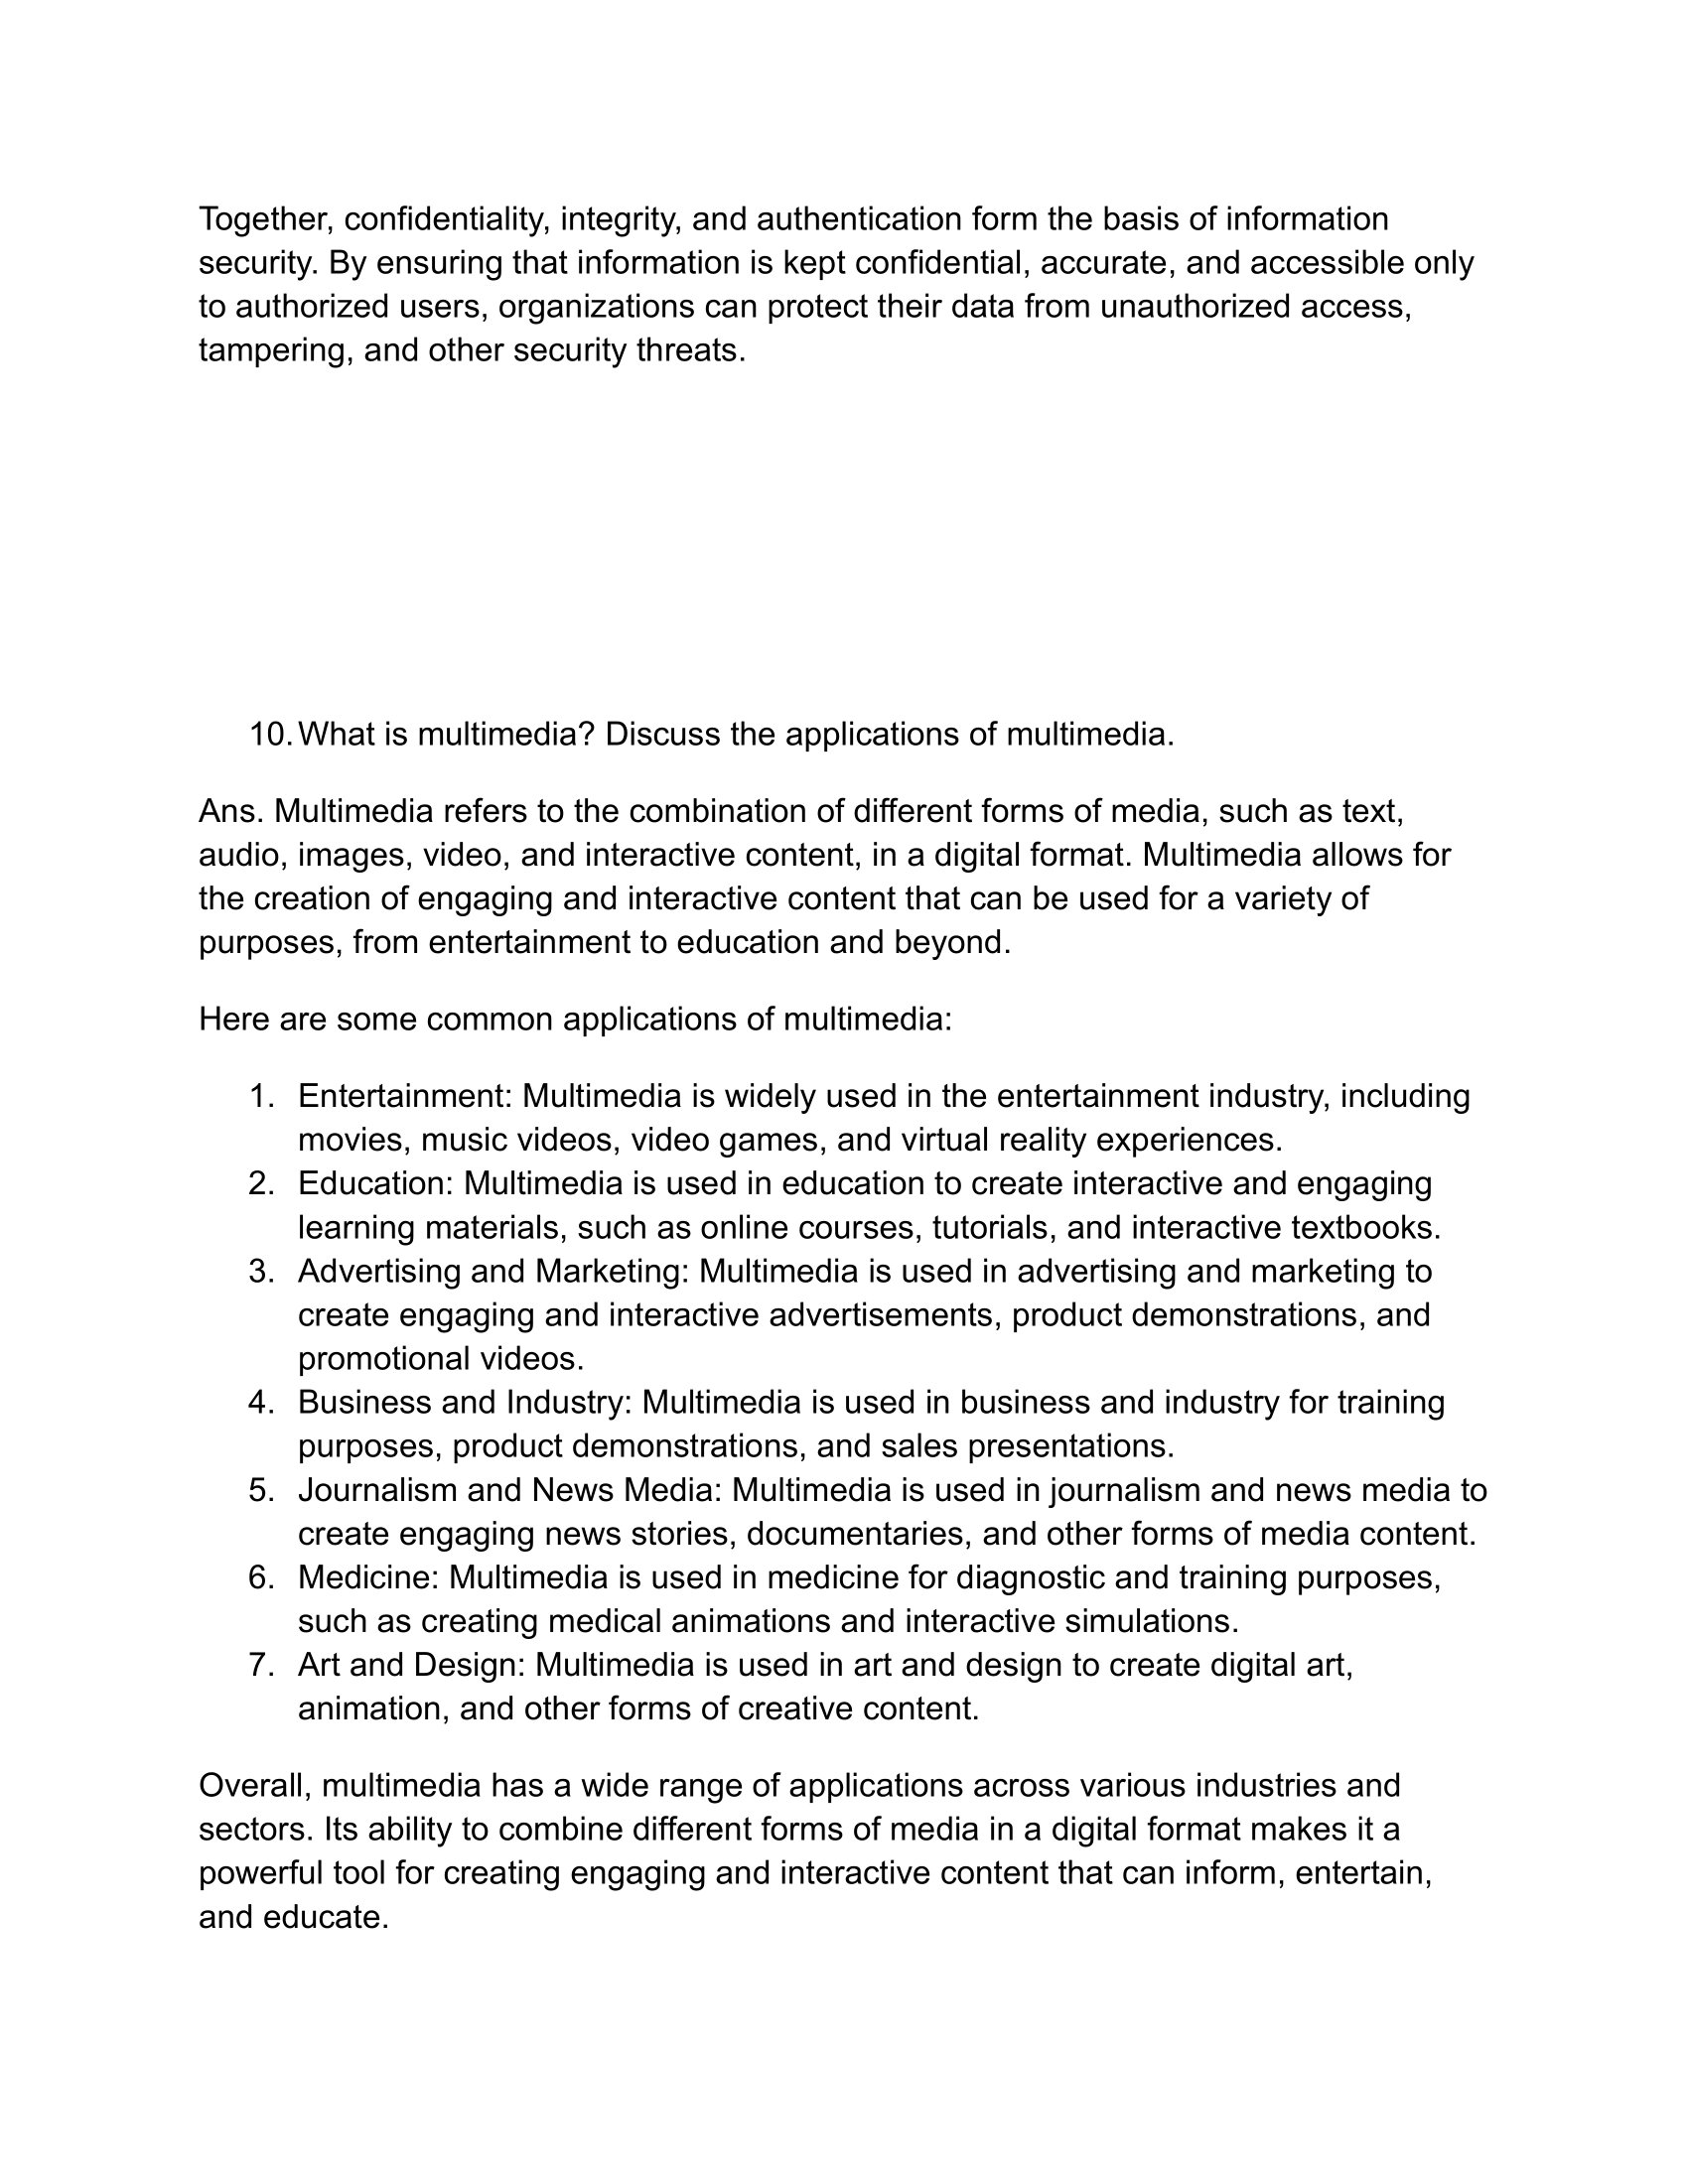 Together, confidentiality, integrity, and authentication form the basis of information
security. By ensuring that information is kept confidential, accurate, and accessible only
to authorized users, organizations can protect their data from unauthorized access,
tampering, and other security threats.
10. What is multimedia? Discuss the applications of multimedia.
Ans. Multimedia refers to the combination of different forms of media, such as text,
audio, images, video, and interactive content, in a digital format. Multimedia allows for
the creation of engaging and interactive content that can be used for a variety of
purposes, from entertainment to education and beyond.
Here are some common applications of multimedia:
1. Entertainment: Multimedia is widely used in the entertainment industry, including
movies, music videos, video games, and virtual reality experiences.
2. Education: Multimedia is used in education to create interactive and engaging
learning materials, such as online courses, tutorials, and interactive textbooks.
3. Advertising and Marketing: Multimedia is used in advertising and marketing to
create engaging and interactive advertisements, product demonstrations, and
promotional videos.
4. Business and Industry: Multimedia is used in business and industry for training
purposes, product demonstrations, and sales presentations.
5. Journalism and News Media: Multimedia is used in journalism and news media to
create engaging news stories, documentaries, and other forms of media content.
6. Medicine: Multimedia is used in medicine for diagnostic and training purposes,
such as creating medical animations and interactive simulations.
7. Art and Design: Multimedia is used in art and design to create digital art,
animation, and other forms of creative content.
Overall, multimedia has a wide range of applications across various industries and
sectors. Its ability to combine different forms of media in a digital format makes it a
powerful tool for creating engaging and interactive content that can inform, entertain,
and educate.